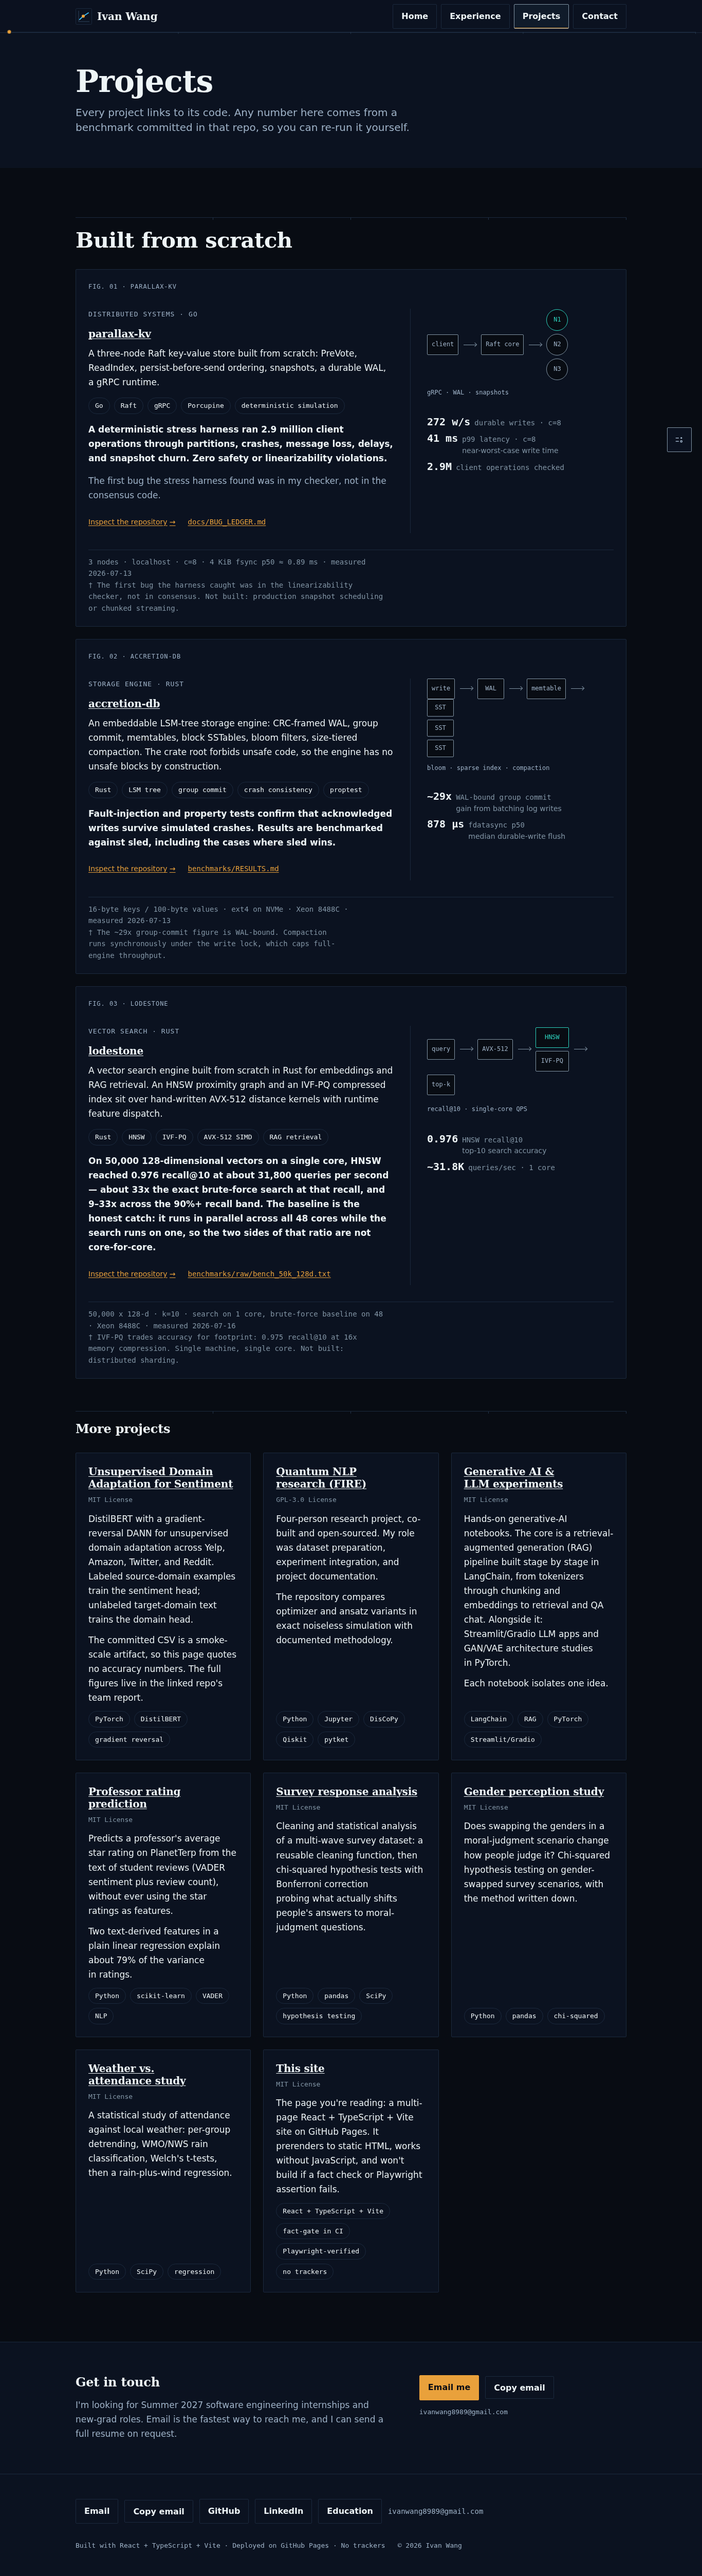 Ivan Wang
Home
Experience
Projects
Contact
Projects
Every project links to its code. Any number here comes from a
benchmark committed in that repo, so you can re-run it yourself.
Built from scratch
FIG. 01 · PARALLAX-KV
DISTRIBUTED SYSTEMS · GO
parallax-kv
A three-node Raft key-value store built from scratch: PreVote,
ReadIndex, persist-before-send ordering, snapshots, a durable WAL,
a gRPC runtime.
Go
Raft
gRPC
Porcupine
deterministic simulation
A deterministic stress harness ran 2.9 million client
operations through partitions, crashes, message loss, delays,
and snapshot churn. Zero safety or linearizability violations.
The first bug the stress harness found was in my checker, not in the
consensus code.
Inspect the repository →
docs/BUG_LEDGER.md
client
Raft core
N1
N2
N3
gRPC · WAL · snapshots
272 w/s durable writes · c=8
41 ms p99 latency · c=8
near-worst-case write time
2.9M client operations checked
3 nodes · localhost · c=8 · 4 KiB fsync p50 ≈ 0.89 ms · measured
2026-07-13
† The first bug the harness caught was in the linearizability
checker, not in consensus. Not built: production snapshot scheduling
or chunked streaming.
FIG. 02 · ACCRETION-DB
STORAGE ENGINE · RUST
accretion-db
An embeddable LSM-tree storage engine: CRC-framed WAL, group
commit, memtables, block SSTables, bloom filters, size-tiered
compaction. The crate root forbids unsafe code, so the engine has no
unsafe blocks by construction.
Rust
LSM tree
group commit
crash consistency
proptest
Fault-injection and property tests confirm that acknowledged
writes survive simulated crashes. Results are benchmarked
against sled, including the cases where sled wins.
Inspect the repository →
benchmarks/RESULTS.md
write
WAL
memtable
SST
SST
SST
bloom · sparse index · compaction
~29x WAL-bound group commit
gain from batching log writes
878 µs fdatasync p50
median durable-write flush
16-byte keys / 100-byte values · ext4 on NVMe · Xeon 8488C ·
measured 2026-07-13
† The ~29x group-commit figure is WAL-bound. Compaction
runs synchronously under the write lock, which caps full-
engine throughput.
FIG. 03 · LODESTONE
VECTOR SEARCH · RUST
lodestone
A vector search engine built from scratch in Rust for embeddings and
RAG retrieval. An HNSW proximity graph and an IVF-PQ compressed
index sit over hand-written AVX-512 distance kernels with runtime
feature dispatch.
Rust
HNSW
IVF-PQ
AVX-512 SIMD
RAG retrieval
On 50,000 128-dimensional vectors on a single core, HNSW
reached 0.976 recall@10 at about 31,800 queries per second
— about 33x the exact brute-force search at that recall, and
9–33x across the 90%+ recall band. The baseline is the
honest catch: it runs in parallel across all 48 cores while the
search runs on one, so the two sides of that ratio are not
core-for-core.
Inspect the repository →
benchmarks/raw/bench_50k_128d.txt
query
AVX-512
HNSW
IVF-PQ
top-k
recall@10 · single-core QPS
0.976 HNSW recall@10
top-10 search accuracy
~31.8K queries/sec · 1 core
50,000 x 128-d · k=10 · search on 1 core, brute-force baseline on 48
· Xeon 8488C · measured 2026-07-16
† IVF-PQ trades accuracy for footprint: 0.975 recall@10 at 16x
memory compression. Single machine, single core. Not built:
distributed sharding.
More projects
Unsupervised Domain
Adaptation for Sentiment
MIT License
DistilBERT with a gradient-
reversal DANN for unsupervised
domain adaptation across Yelp,
Amazon, Twitter, and Reddit.
Labeled source-domain examples
train the sentiment head;
unlabeled target-domain text
trains the domain head.
The committed CSV is a smoke-
scale artifact, so this page quotes
no accuracy numbers. The full
figures live in the linked repo's
team report.
PyTorch
DistilBERT
gradient reversal
Quantum NLP
research (FIRE)
GPL-3.0 License
Four-person research project, co-
built and open-sourced. My role
was dataset preparation,
experiment integration, and
project documentation.
The repository compares
optimizer and ansatz variants in
exact noiseless simulation with
documented methodology.
Python
Jupyter
DisCoPy
Qiskit
pytket
Generative AI &
LLM experiments
MIT License
Hands-on generative-AI
notebooks. The core is a retrieval-
augmented generation (RAG)
pipeline built stage by stage in
LangChain, from tokenizers
through chunking and
embeddings to retrieval and QA
chat. Alongside it:
Streamlit/Gradio LLM apps and
GAN/VAE architecture studies
in PyTorch.
Each notebook isolates one idea.
LangChain
RAG
PyTorch
Streamlit/Gradio
Professor rating
prediction
MIT License
Predicts a professor's average
star rating on PlanetTerp from the
text of student reviews (VADER
sentiment plus review count),
without ever using the star
ratings as features.
Two text-derived features in a
plain linear regression explain
about 79% of the variance
in ratings.
Python
scikit-learn
VADER
NLP
Survey response analysis
MIT License
Cleaning and statistical analysis
of a multi-wave survey dataset: a
reusable cleaning function, then
chi-squared hypothesis tests with
Bonferroni correction
probing what actually shifts
people's answers to moral-
judgment questions.
Python
pandas
SciPy
hypothesis testing
Gender perception study
MIT License
Does swapping the genders in a
moral-judgment scenario change
how people judge it? Chi-squared
hypothesis testing on gender-
swapped survey scenarios, with
the method written down.
Python
pandas
chi-squared
Weather vs.
attendance study
MIT License
A statistical study of attendance
against local weather: per-group
detrending, WMO/NWS rain
classification, Welch's t-tests,
then a rain-plus-wind regression.
Python
SciPy
regression
This site
MIT License
The page you're reading: a multi-
page React + TypeScript + Vite
site on GitHub Pages. It
prerenders to static HTML, works
without JavaScript, and won't
build if a fact check or Playwright
assertion fails.
React + TypeScript + Vite
fact-gate in CI
Playwright-verified
no trackers
Get in touch
I'm looking for Summer 2027 software engineering internships and
new-grad roles. Email is the fastest way to reach me, and I can send a
full resume on request.
Email me
Copy email
ivanwang8989@gmail.com
Email
Copy email
GitHub
LinkedIn
Education
ivanwang8989@gmail.com
Built with React + TypeScript + Vite · Deployed on GitHub Pages · No trackers
© 2026 Ivan Wang